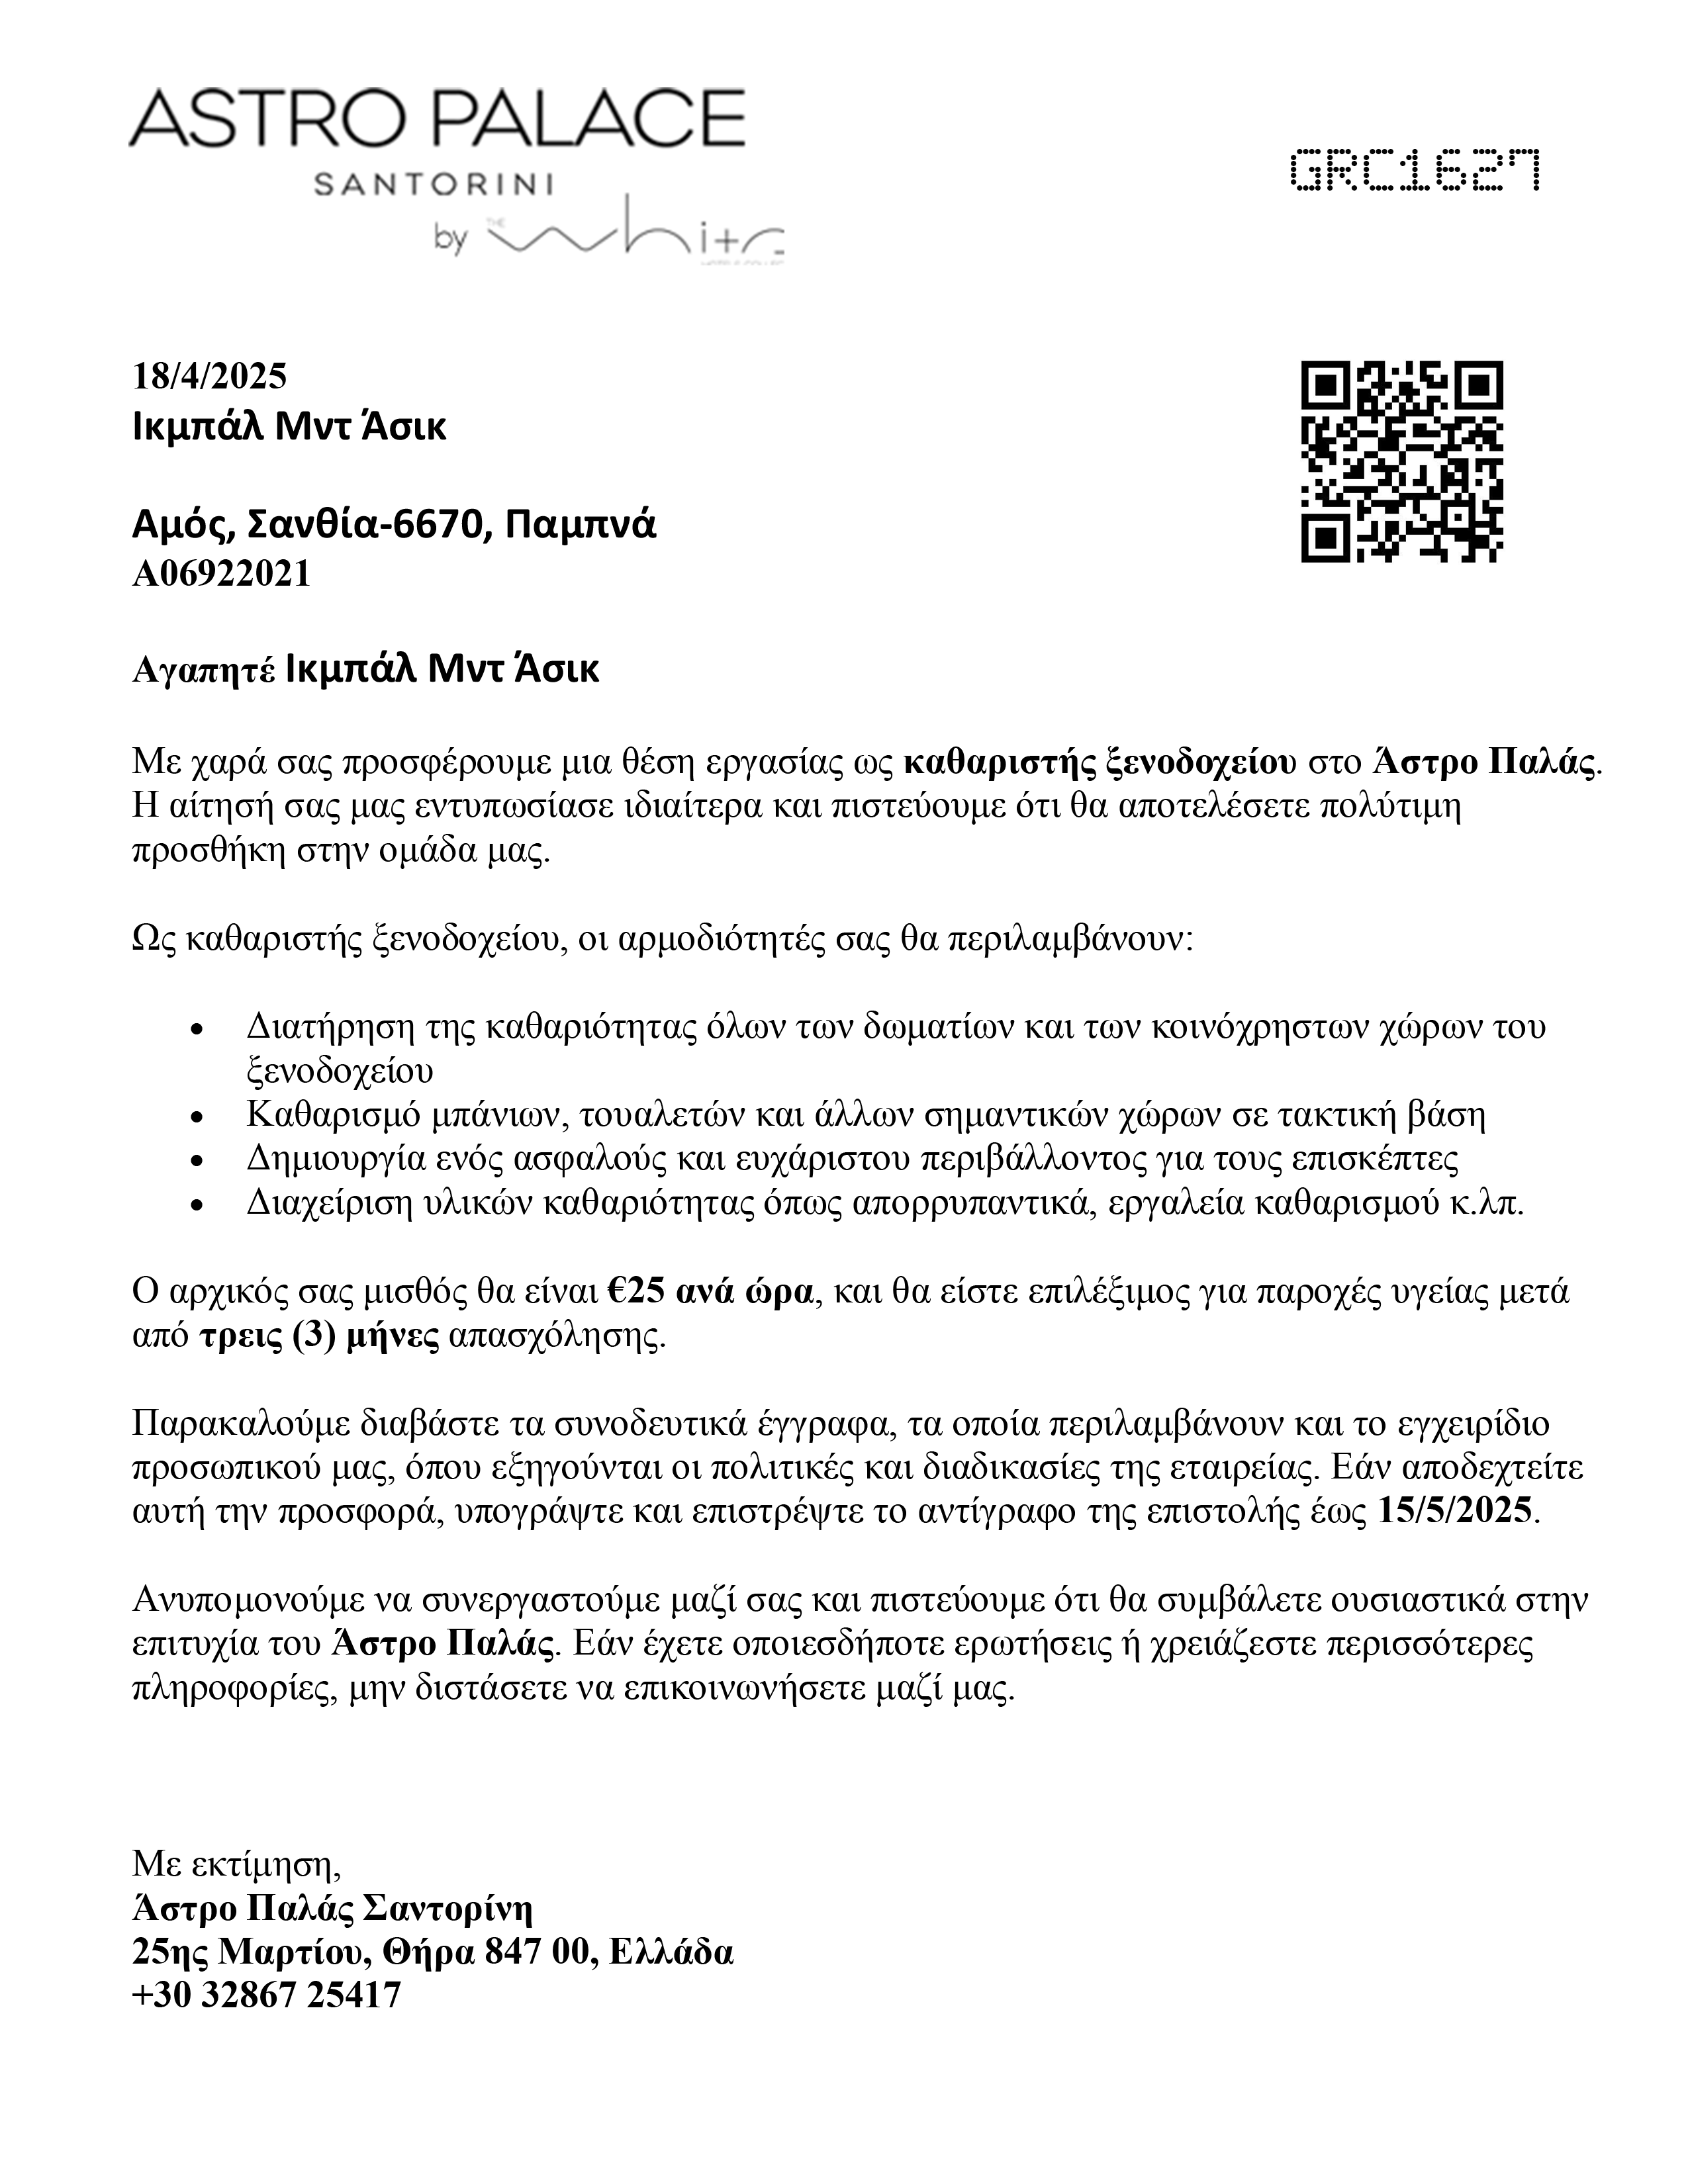 ASTRO PALACE
SANTORINI
by THE White
GRC1627
18/4/2025
Ικμπάλ Μντ Άσικ
Αμός, Σανθία-6670, Παμπνά
A06922021
Αγαπητέ Ικμπάλ Μντ Άσικ
Με χαρά σας προσφέρουμε μια θέση εργασίας ως καθαριστής ξενοδοχείου στο Άστρο Παλάς.
Η αίτησή σας μας εντυπωσίασε ιδιαίτερα και πιστεύουμε ότι θα αποτελέσετε πολύτιμη
προσθήκη στην ομάδα μας.
Ως καθαριστής ξενοδοχείου, οι αρμοδιότητές σας θα περιλαμβάνουν:
• Διατήρηση της καθαριότητας όλων των δωματίων και των κοινόχρηστων χώρων του
ξενοδοχείου
• Καθαρισμό μπάνιων, τουαλετών και άλλων σημαντικών χώρων σε τακτική βάση
• Δημιουργία ενός ασφαλούς και ευχάριστου περιβάλλοντος για τους επισκέπτες
• Διαχείριση υλικών καθαριότητας όπως απορρυπαντικά, εργαλεία καθαρισμού κ.λπ.
Ο αρχικός σας μισθός θα είναι €25 ανά ώρα, και θα είστε επιλέξιμος για παροχές υγείας μετά
από τρεις (3) μήνες απασχόλησης.
Παρακαλούμε διαβάστε τα συνοδευτικά έγγραφα, τα οποία περιλαμβάνουν και το εγχειρίδιο
προσωπικού μας, όπου εξηγούνται οι πολιτικές και διαδικασίες της εταιρείας. Εάν αποδεχτείτε
αυτή την προσφορά, υπογράψτε και επιστρέψτε το αντίγραφο της επιστολής έως 15/5/2025.
Ανυπομονούμε να συνεργαστούμε μαζί σας και πιστεύουμε ότι θα συμβάλετε ουσιαστικά στην
επιτυχία του Άστρο Παλάς. Εάν έχετε οποιεσδήποτε ερωτήσεις ή χρειάζεστε περισσότερες
πληροφορίες, μην διστάσετε να επικοινωνήσετε μαζί μας.
Με εκτίμηση,
Άστρο Παλάς Σαντορίνη
25ης Μαρτίου, Θήρα 847 00, Ελλάδα
+30 32867 25417